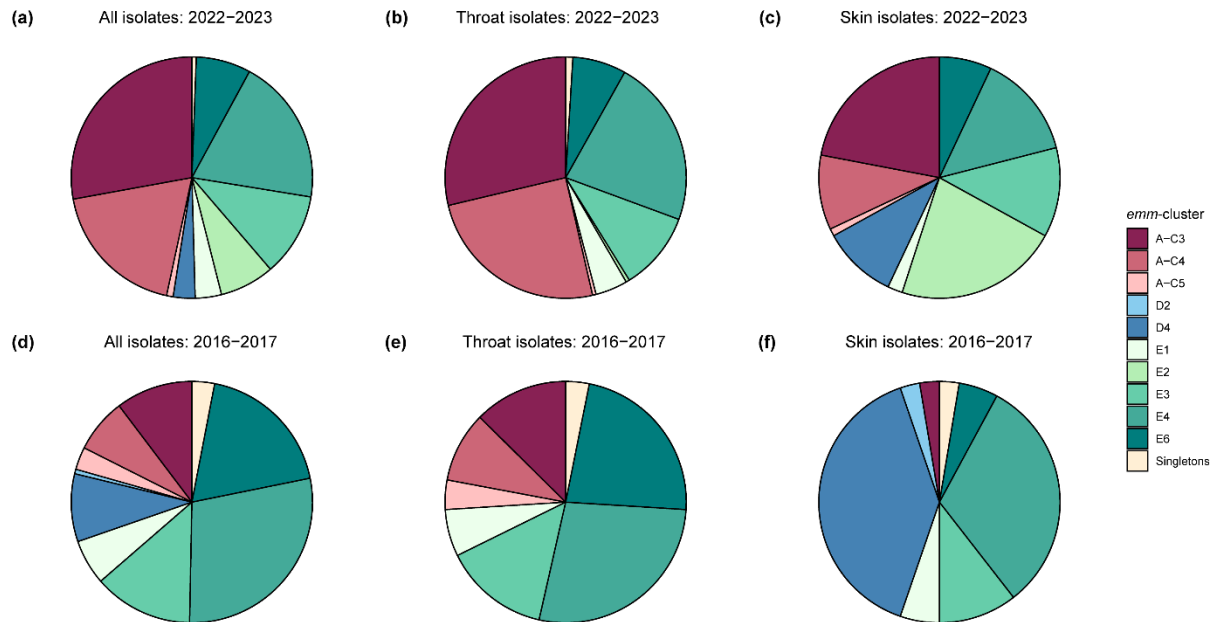 (a) All isolates: 2022−2023
(b) Throat isolates: 2022−2023
(c) Skin isolates: 2022−2023
emm-cluster
A−C3
A−C4
A−C5
D2
D4
E1
E2
E3
E4
E6
Singletons
(d) All isolates: 2016−2017
(e) Throat isolates: 2016−2017
(f) Skin isolates: 2016−2017